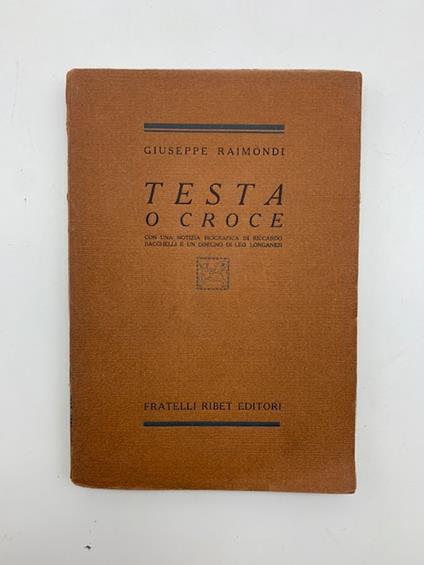 GIUSEPPE RAIMONDI
TESTA
O CROCE
CON UNA NOTIZIA BIOGRAFICA DI RICCARDO
BACCHELLI E UN DISEGNO DI LEO LONGANESI
FRATELLI RIBET EDITORI